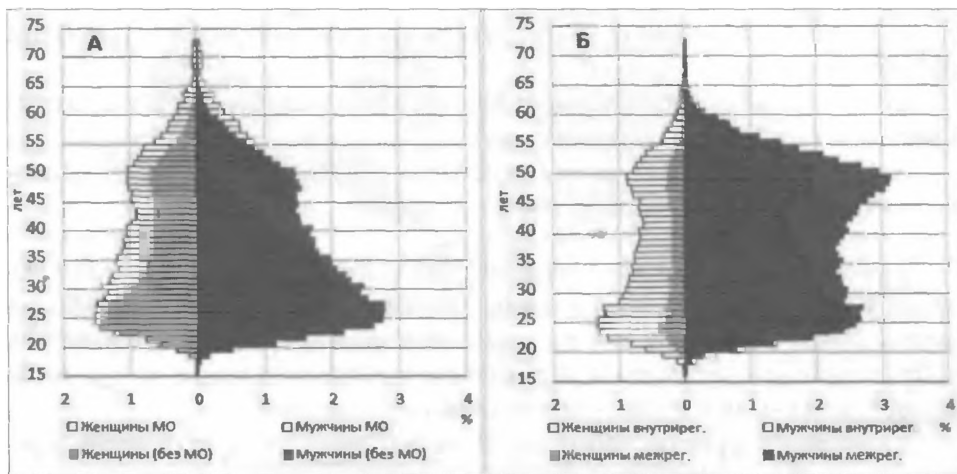 А
75
70
65
60
55
50
45
40
35
30
25
20
15
лет
2 1 0 1 2 3 4
%
Женщины МО Мужчины МО
Женщины (без МО) Мужчины (без МО)
Б
75
70
65
60
55
50
45
40
35
30
25
20
15
лет
2 1 0 1 2 3 4
Женщины внутрирег. Мужчины внутрирег. %
Женщины межрег. Мужчины межрег.